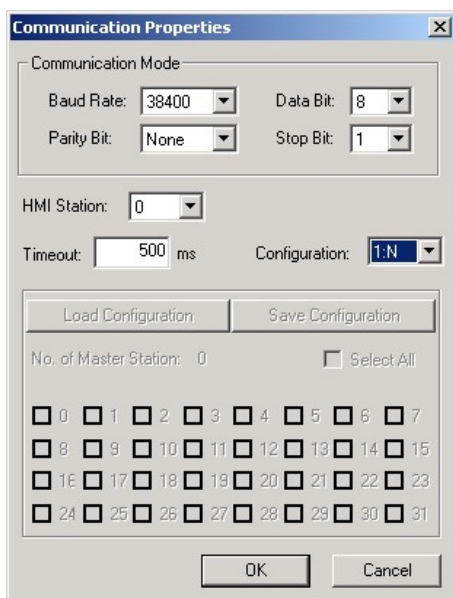 Communication Properties
Communication Mode
Baud Rate: 38400 Data Bit: 8
Parity Bit: None Stop Bit: 1
HMI Station: 0
Timeout: 500 ms Configuration: 1:N
Load Configuration Save Configuration
No. of Master Station: 0 Select All
0 1 2 3 4 5 6 7
8 9 10 11 12 13 14 15
16 17 18 19 20 21 22 23
24 25 26 27 28 29 30 31
OK Cancel